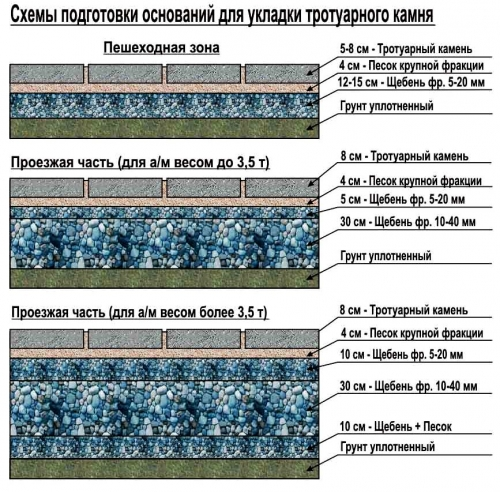 Схемы подготовки оснований для укладки тротуарного камня
Пешеходная зона
5-8 см - Тротуарный камень
4 см - Песок крупной фракции
12-15 см - Щебень фр. 5-20 мм
Грунт уплотненный
Проезжая часть (для а/м весом до 3,5 т)
8 см - Тротуарный камень
4 см - Песок крупной фракции
5 см - Щебень фр. 5-20 мм
30 см - Щебень фр. 10-40 мм
Грунт уплотненный
Проезжая часть (для а/м весом более 3,5 т)
8 см - Тротуарный камень
4 см - Песок крупной фракции
10 см - Щебень фр. 5-20 мм
30 см - Щебень фр. 10-40 мм
10 см - Щебень + Песок
Грунт уплотненный